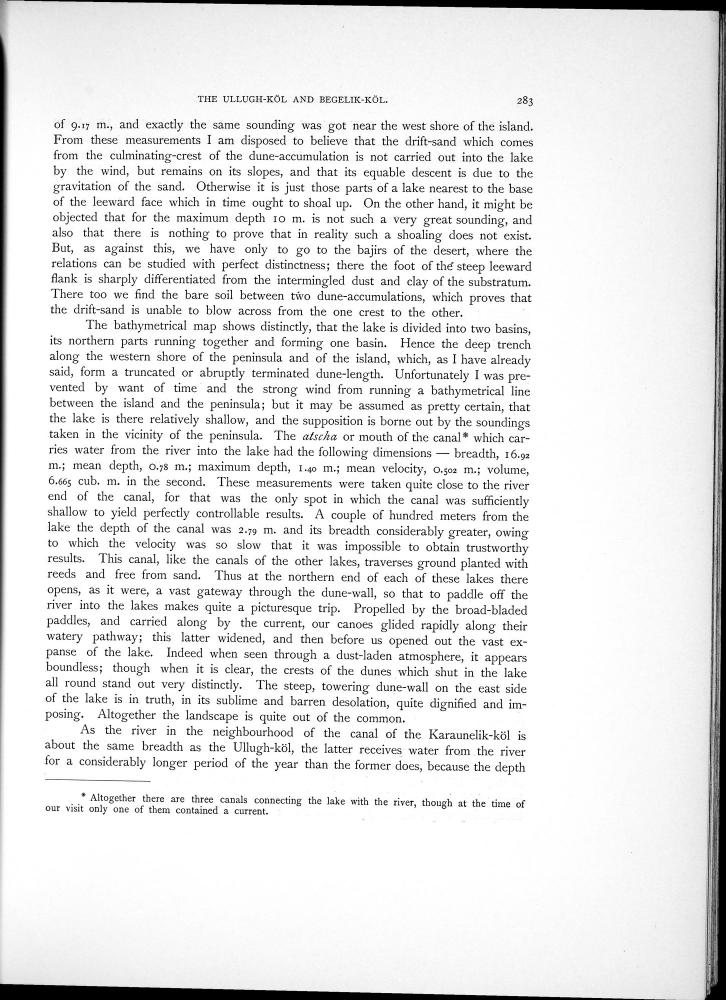 THE ULLUGH-KÖL AND BEGELIK-KÖL. 283
of 9.17 m., and exactly the same sounding was got near the west shore of the island.
From these measurements I am disposed to believe that the drift-sand which comes
from the culminating-crest of the dune-accumulation is not carried out into the lake
by the wind, but remains on its slopes, and that its equable descent is due to the
gravitation of the sand. Otherwise it is just those parts of a lake nearest to the base
of the leeward face which in time ought to shoal up. On the other hand, it might be
objected that for the maximum depth 10 m. is not such a very great sounding, and
also that there is nothing to prove that in reality such a shoaling does not exist.
But, as against this, we have only to go to the bajirs of the desert, where the
relations can be studied with perfect distinctness; there the foot of the steep leeward
flank is sharply differentiated from the intermingled dust and clay of the substratum.
There too we find the bare soil between two dune-accumulations, which proves that
the drift-sand is unable to blow across from the one crest to the other.
The bathymetrical map shows distinctly, that the lake is divided into two basins,
its northern parts running together and forming one basin. Hence the deep trench
along the western shore of the peninsula and of the island, which, as I have already
said, form a truncated or abruptly terminated dune-length. Unfortunately I was pre-
vented by want of time and the strong wind from running a bathymetrical line
between the island and the peninsula; but it may be assumed as pretty certain, that
the lake is there relatively shallow, and the supposition is borne out by the soundings
taken in the vicinity of the peninsula. The atscha or mouth of the canal* which car-
ries water from the river into the lake had the following dimensions — breadth, 16.92
m.; mean depth, 0.78 m.; maximum depth, 1.40 m.; mean velocity, 0.502 m.; volume,
6.665 cub. m. in the second. These measurements were taken quite close to the river
end of the canal, for that was the only spot in which the canal was sufficiently
shallow to yield perfectly controllable results. A couple of hundred meters from the
lake the depth of the canal was 2.79 m. and its breadth considerably greater, owing
to which the velocity was so slow that it was impossible to obtain trustworthy
results. This canal, like the canals of the other lakes, traverses ground planted with
reeds and free from sand. Thus at the northern end of each of these lakes there
opens, as it were, a vast gateway through the dune-wall, so that to paddle off the
river into the lakes makes quite a picturesque trip. Propelled by the broad-bladed
paddles, and carried along by the current, our canoes glided rapidly along their
watery pathway; this latter widened, and then before us opened out the vast ex-
panse of the lake. Indeed when seen through a dust-laden atmosphere, it appears
boundless; though when it is clear, the crests of the dunes which shut in the lake
all round stand out very distinctly. The steep, towering dune-wall on the east side
of the lake is in truth, in its sublime and barren desolation, quite dignified and im-
posing. Altogether the landscape is quite out of the common.
As the river in the neighbourhood of the canal of the Karaunelik-köl is
about the same breadth as the Ullugh-köl, the latter receives water from the river
for a considerably longer period of the year than the former does, because the depth
* Altogether there are three canals connecting the lake with the river, though at the time of
our visit only one of them contained a current.